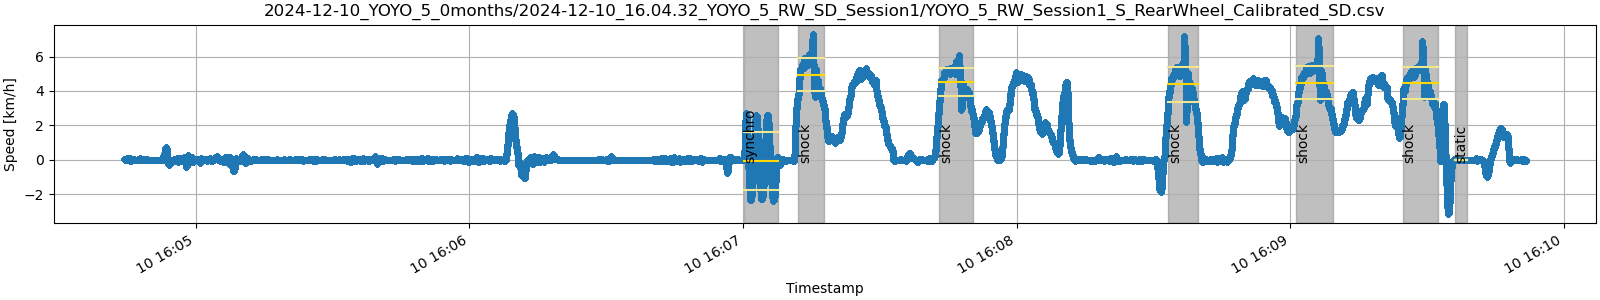 2024-12-10_YOYO_5_0months/2024-12-10_16.04.32_YOYO_5_RW_SD_Session1/YOYO_5_RW_Session1_S_RearWheel_Calibrated_SD.csv
Speed [km/h]
6
4
2
0
−2
synchro
shock
shock
shock
shock
shock
static
10 16:05
10 16:06
10 16:07
10 16:08
10 16:09
10 16:10
Timestamp